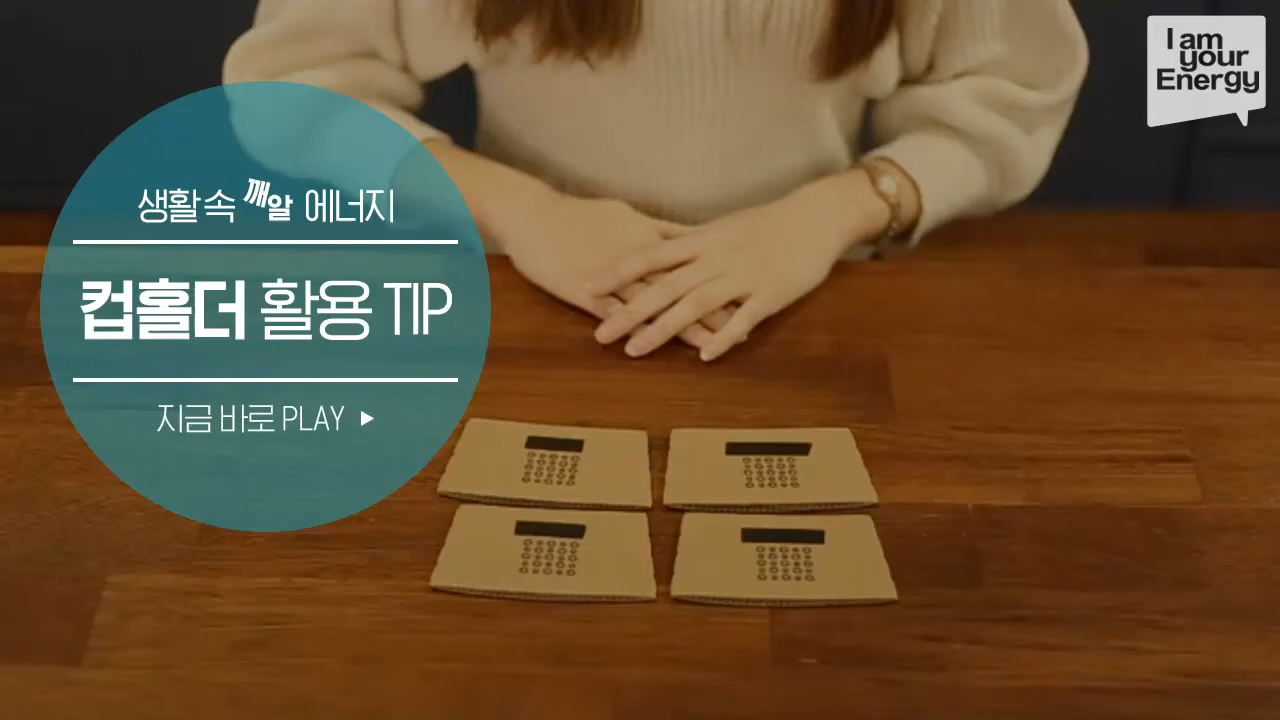 생활 속 깨알 에너지
컵홀더 활용 TIP
지금 바로 PLAY ▶
I am
your
Energy